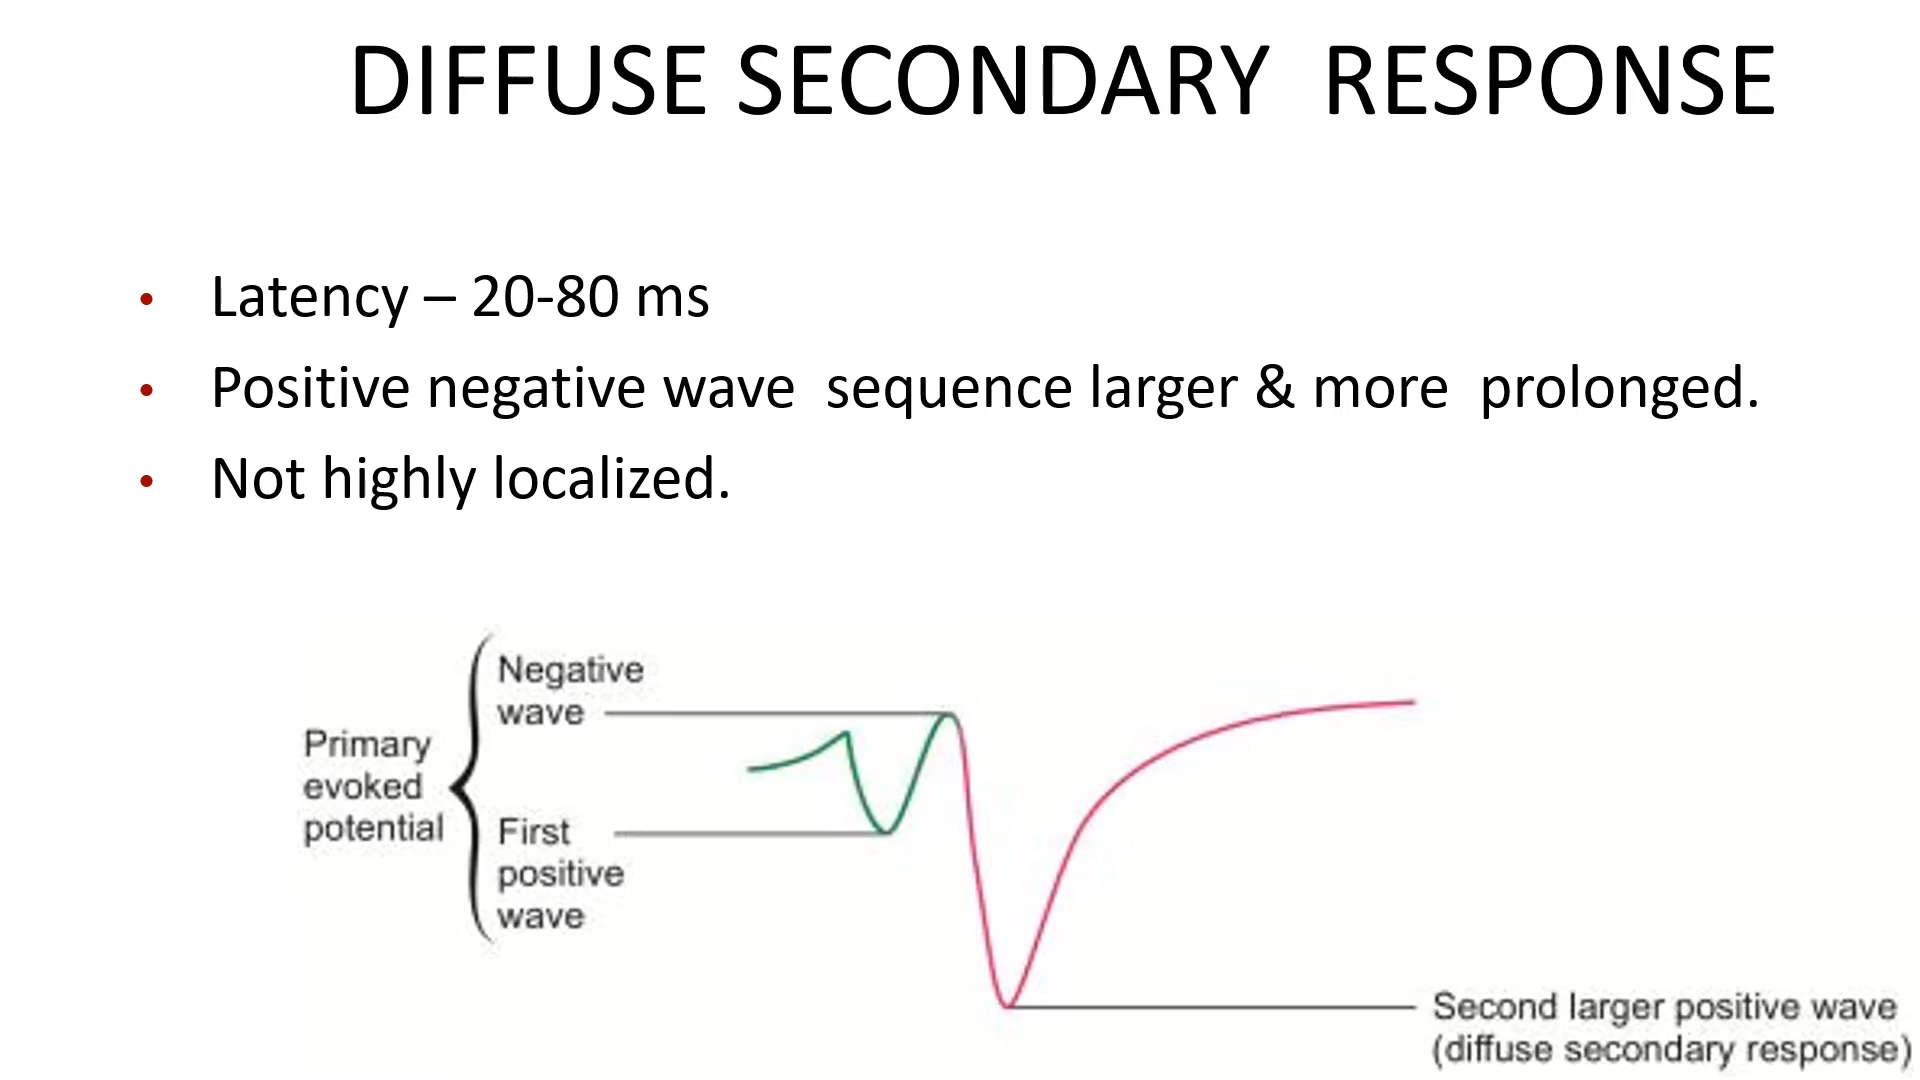 DIFFUSE SECONDARY RESPONSE
• Latency – 20-80 ms
• Positive negative wave sequence larger & more prolonged.
• Not highly localized.
Negative
wave
Primary
evoked
potential
First
positive
wave
Second larger positive wave
(diffuse secondary response)